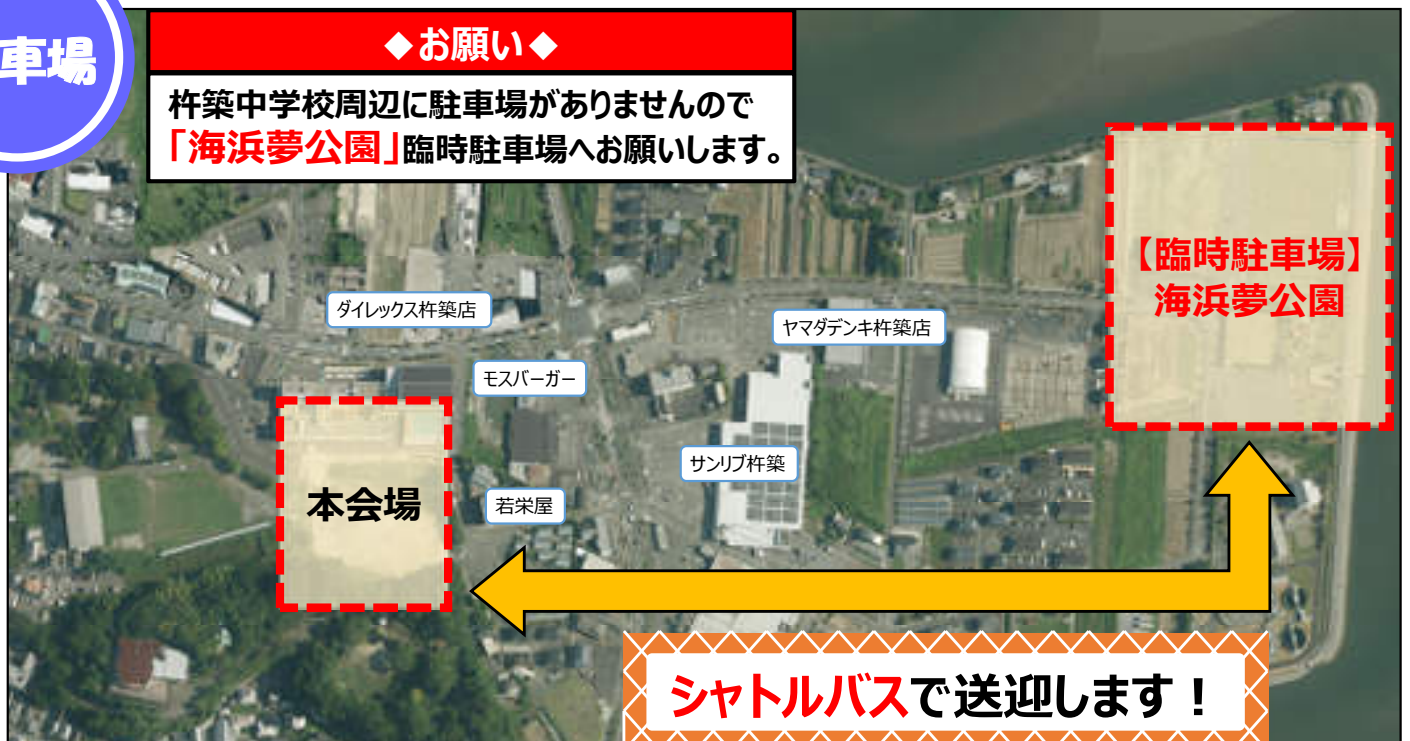 車場
◆お願い◆
杵築中学校周辺に駐車場がありませんので
「海浜夢公園」臨時駐車場へお願いします。
【臨時駐車場】
海浜夢公園
ダイレックス杵築店
ヤマダデンキ杵築店
モスバーガー
サンリブ杵築
本会場
若栄屋
シャトルバスで送迎します！